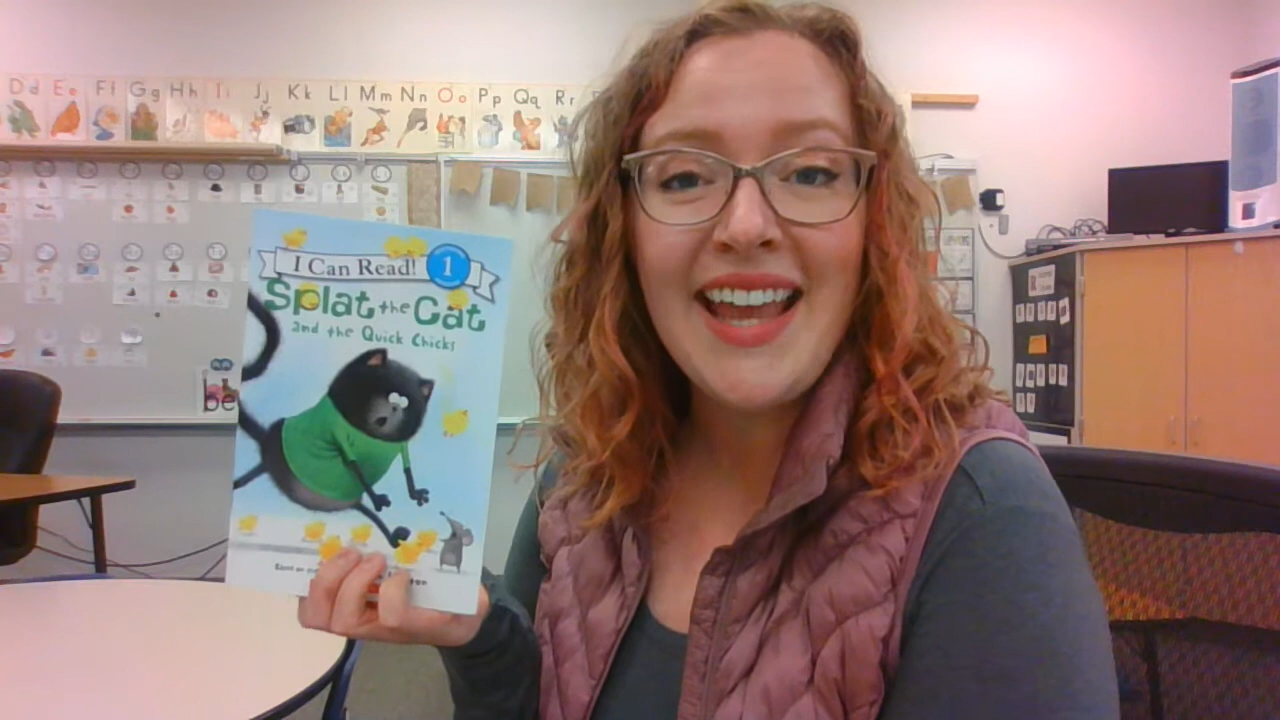 Dd Ee Ff Gg Hh Ii Jj Kk Ll Mm Nn Oo Pp Qq Rr
I Can Read! 1
Splat the Cat
and the Quick Chicks
be